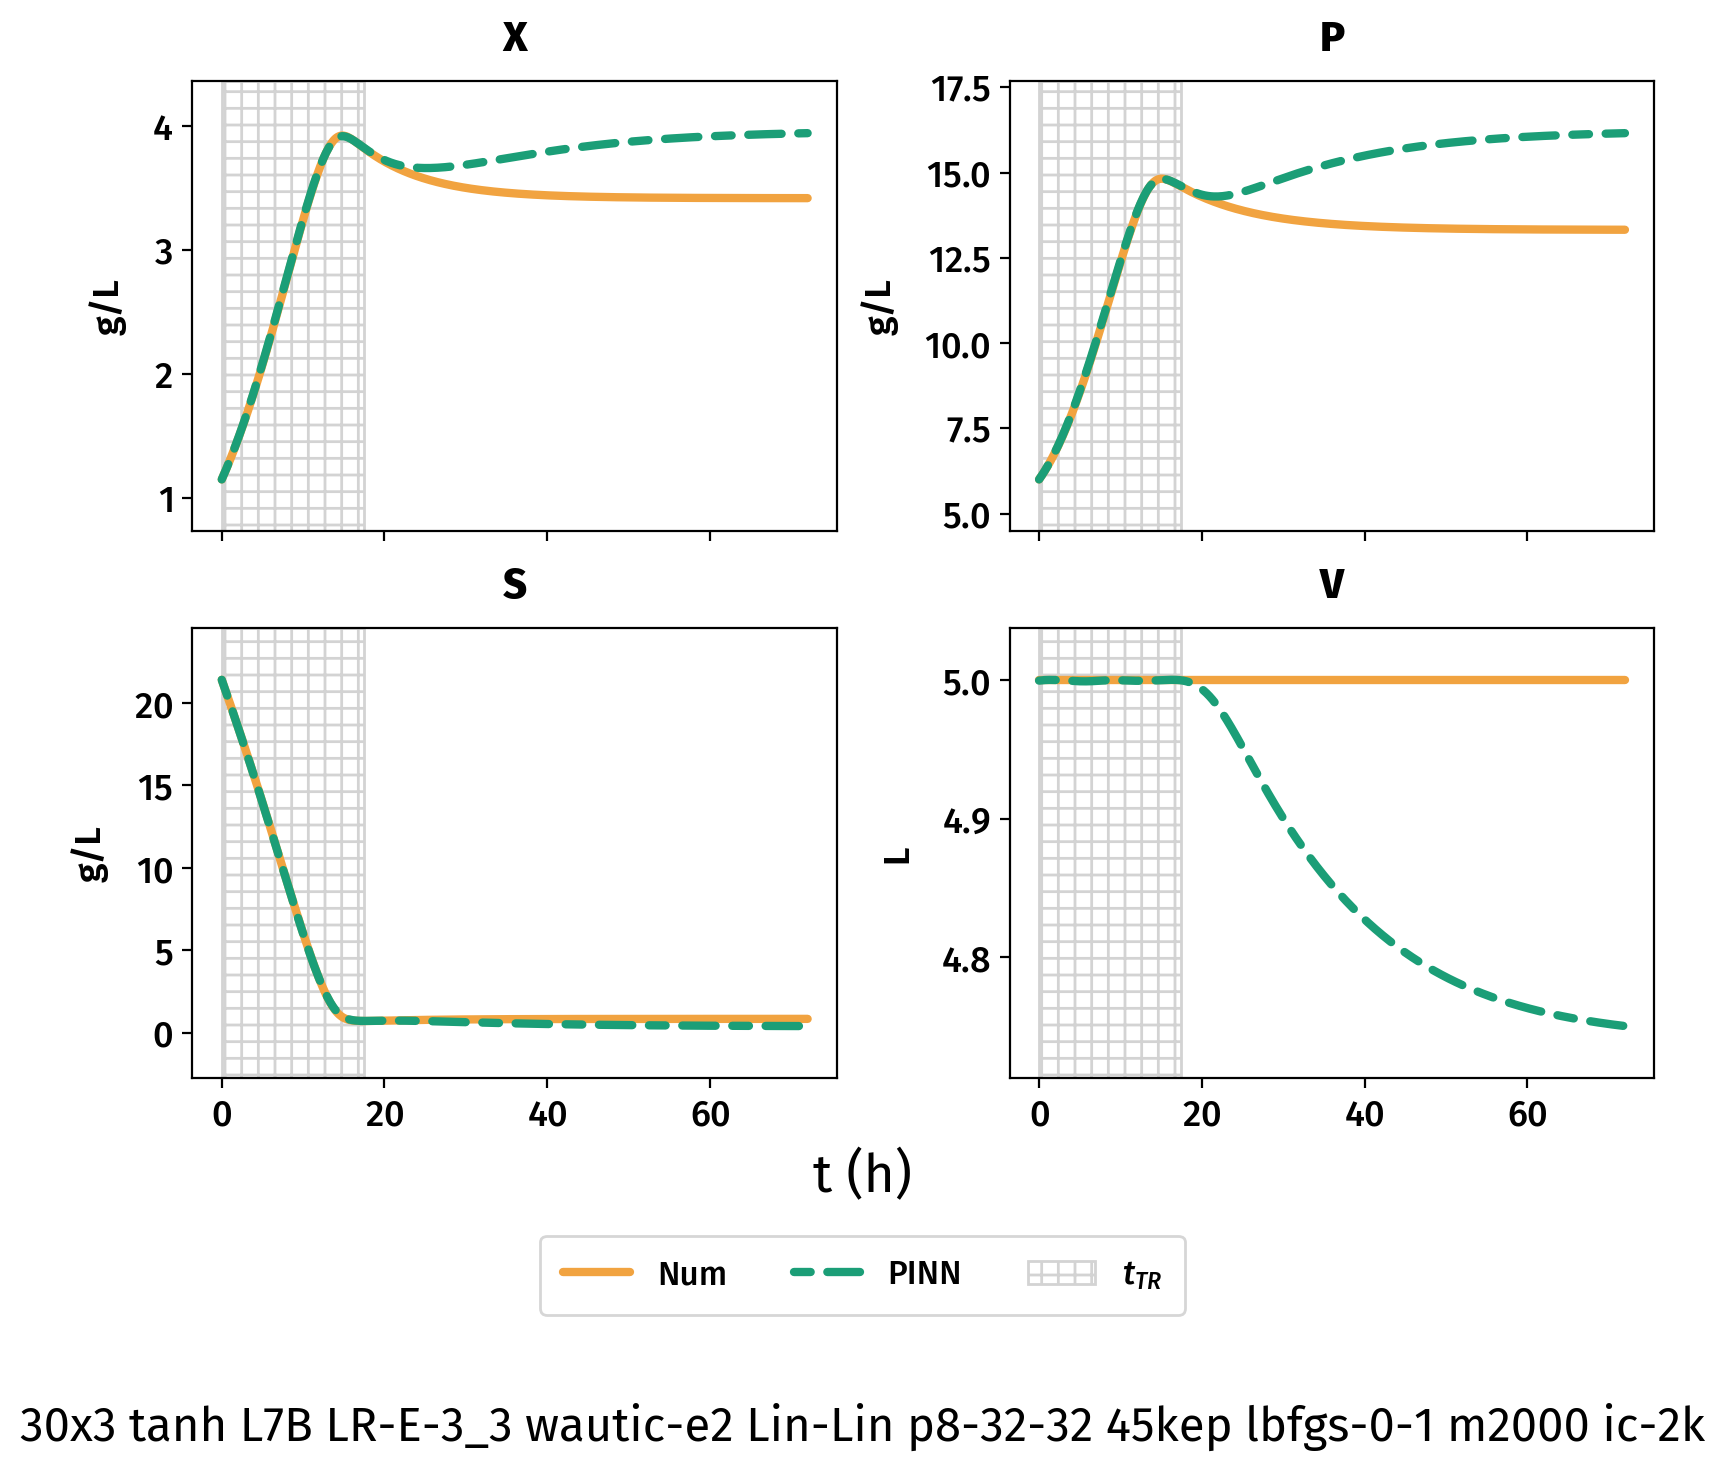 X
4
3
2
1
g/L
P
17.5
15.0
12.5
10.0
7.5
5.0
g/L
S
20
15
10
5
0
g/L
0 20 40 60
V
5.0
4.9
4.8
L
0 20 40 60
t (h)
Num PINN tTR
30x3 tanh L7B LR-E-3_3 wautic-e2 Lin-Lin p8-32-32 45kep lbfgs-0-1 m2000 ic-2k